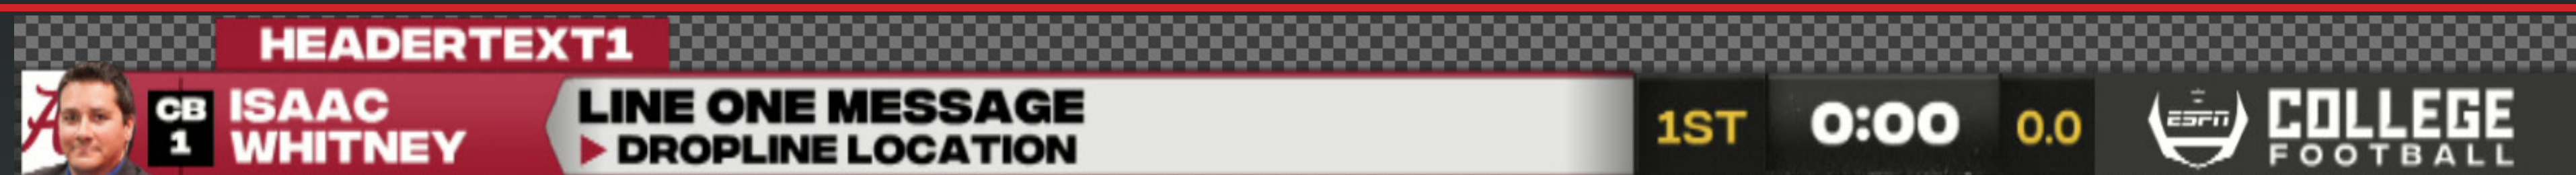 HEADERTEXT1
CB
1
ISAAC
WHITNEY
LINE ONE MESSAGE
DROPLINE LOCATION
1ST
0:00
0.0
ESPN
COLLEGE
FOOTBALL